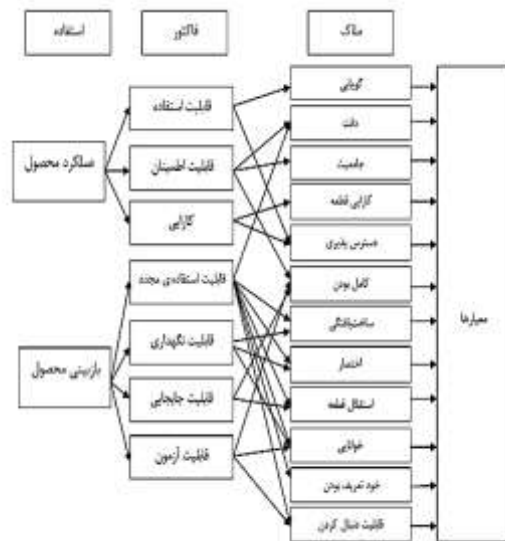 استفاده
فاکتور
ملاک
عملکرد محصول
بازبینی محصول
قابلیت استفاده
قابلیت اطمینان
کارایی
قابلیت استفاده‌ی مجدد
قابلیت نگهداری
قابلیت جابجایی
قابلیت آزمون
گویایی
دقت
جامعیت
کارایی قطعه
دسترس پذیری
کامل بودن
ساخت‌یافتگی
اختصار
استقلال قطعه
خوانایی
خود تعریف بودن
قابلیت دنبال کردن
معیارها